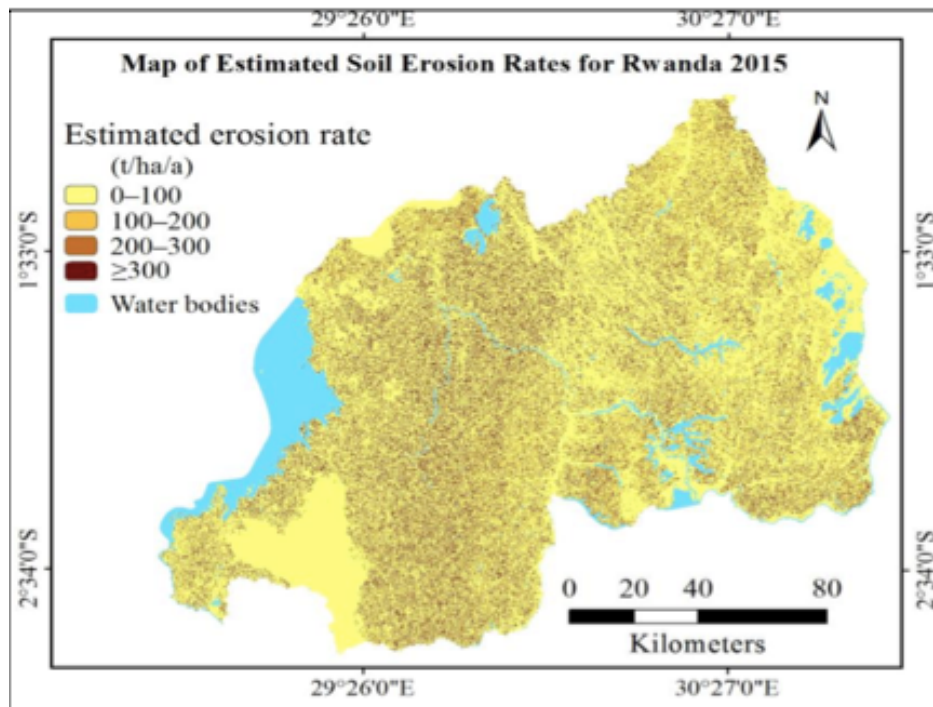 29°26'0"E 30°27'0"E
Map of Estimated Soil Erosion Rates for Rwanda 2015
N
Estimated erosion rate
(t/ha/a)
0–100
100–200
200–300
≥300
Water bodies
1°33'0"S
1°33'0"S
2°34'0"S
2°34'0"S
0 20 40 80
Kilometers
29°26'0"E 30°27'0"E